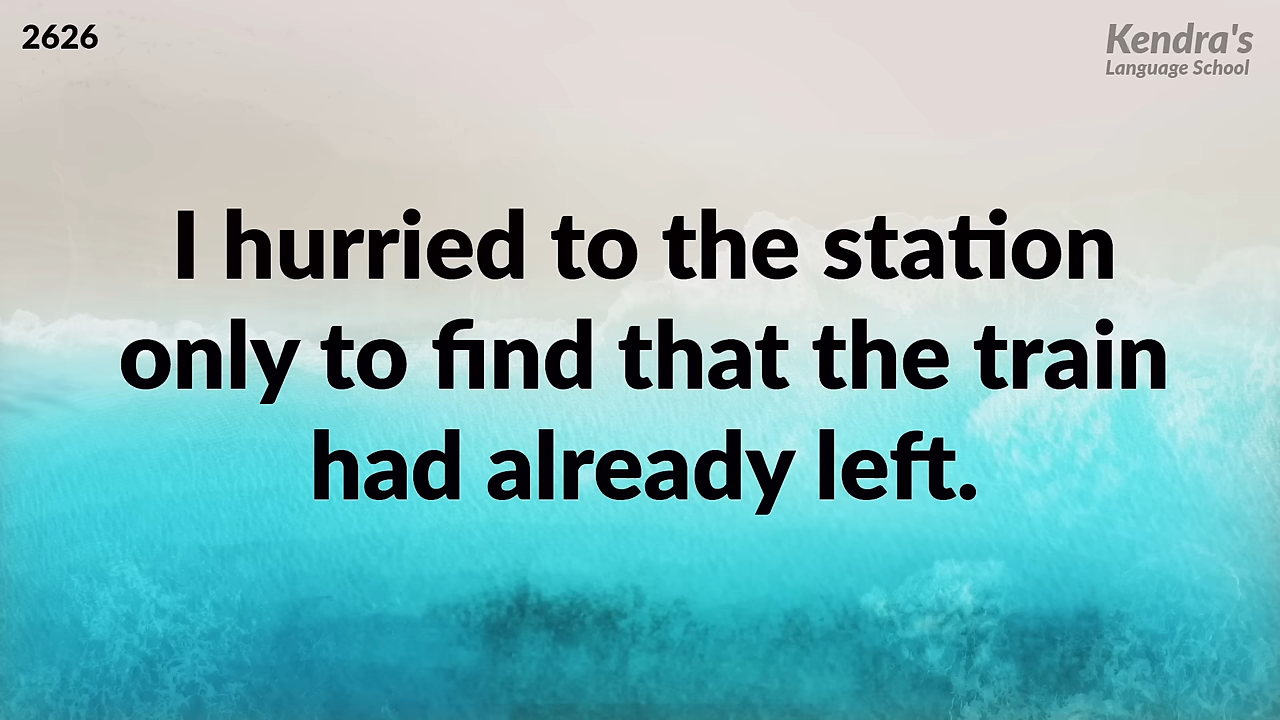 2626
Kendra's
Language School
I hurried to the station
only to find that the train
had already left.